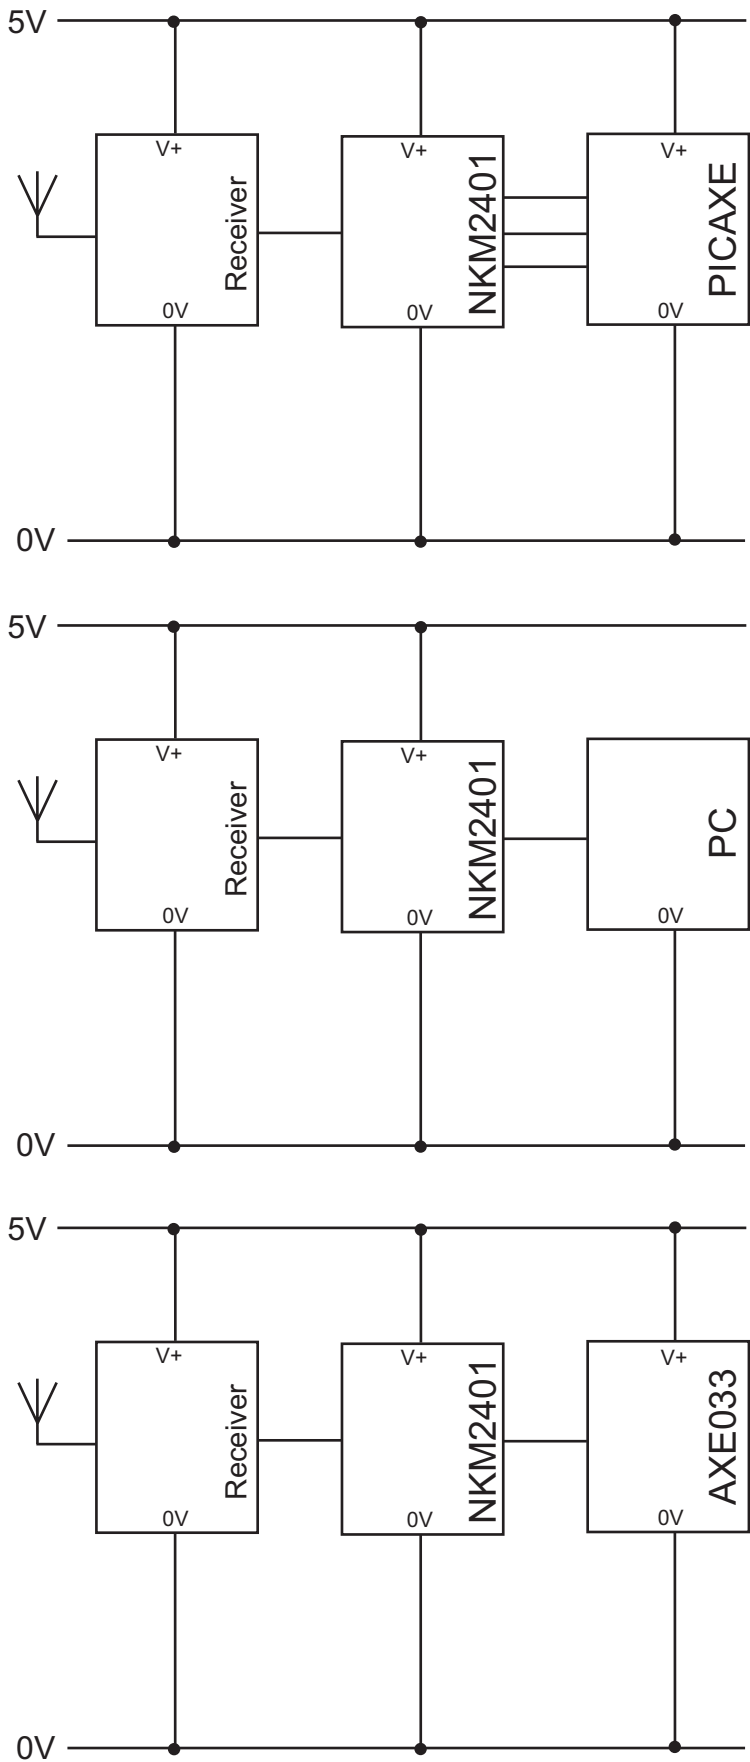 5V
V+
Receiver
0V
V+
NKM2401
0V
V+
PICAXE
0V
0V
5V
V+
Receiver
0V
V+
NKM2401
0V
PC
0V
0V
5V
V+
Receiver
0V
V+
NKM2401
0V
V+
AXE033
0V
0V